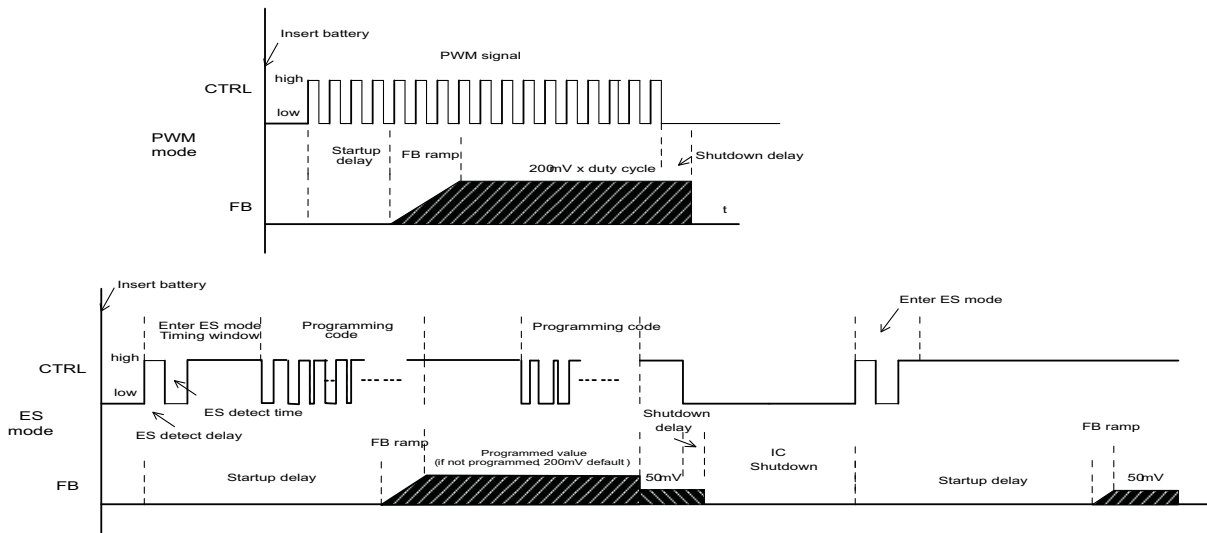 Insert battery
PWM signal
high
CTRL
low
PWM
mode
Startup
delay
FB ramp
Shutdown delay
200mV x duty cycle
FB
t
Insert battery
Enter ES mode
Enter ES mode
Timing window
Programming
code
Programming code
high
CTRL
low
ES
mode
ES detect time
ES detect delay
Shutdown
delay
FB ramp
Programmed value
(if not programmed, 200mV default)
IC
Shutdown
FB ramp
FB
Startup delay
50mV
Startup delay
50mV